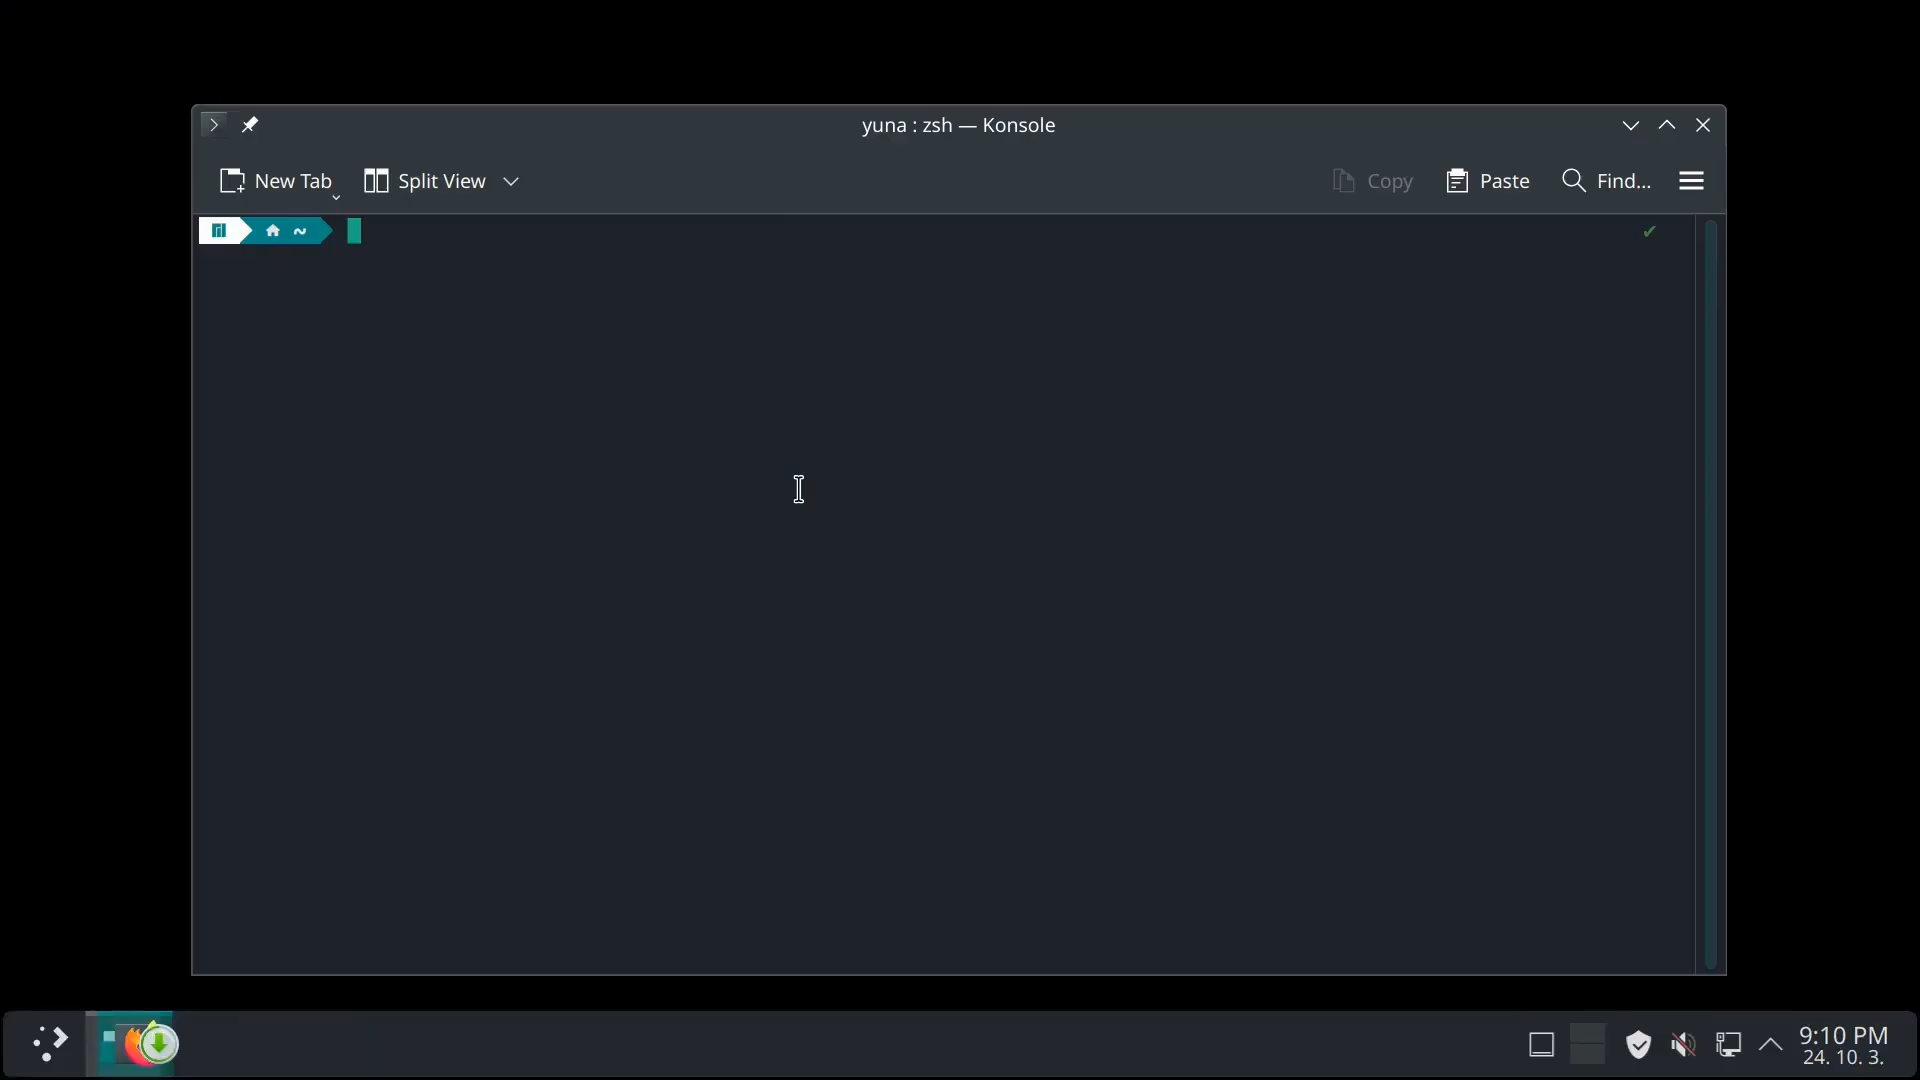 yuna : zsh — Konsole
New Tab
Split View
Copy
Paste
Find...
~
9:10 PM
24. 10. 3.